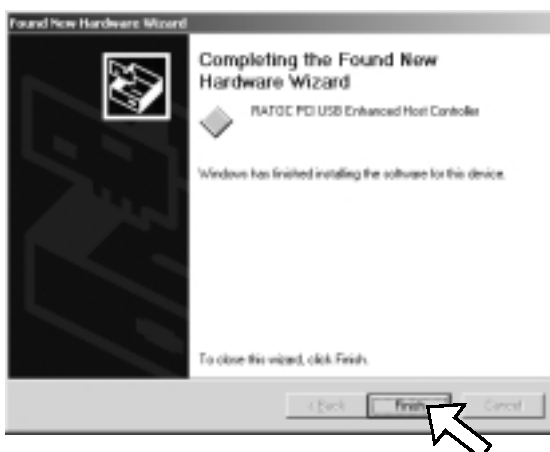 Found New Hardware Wizard
Completing the Found New
Hardware Wizard
RATOC PCI USB Enhanced Host Controller
Windows has finished installing the software for this device.
To close this wizard, click Finish.
< Back Finish Cancel